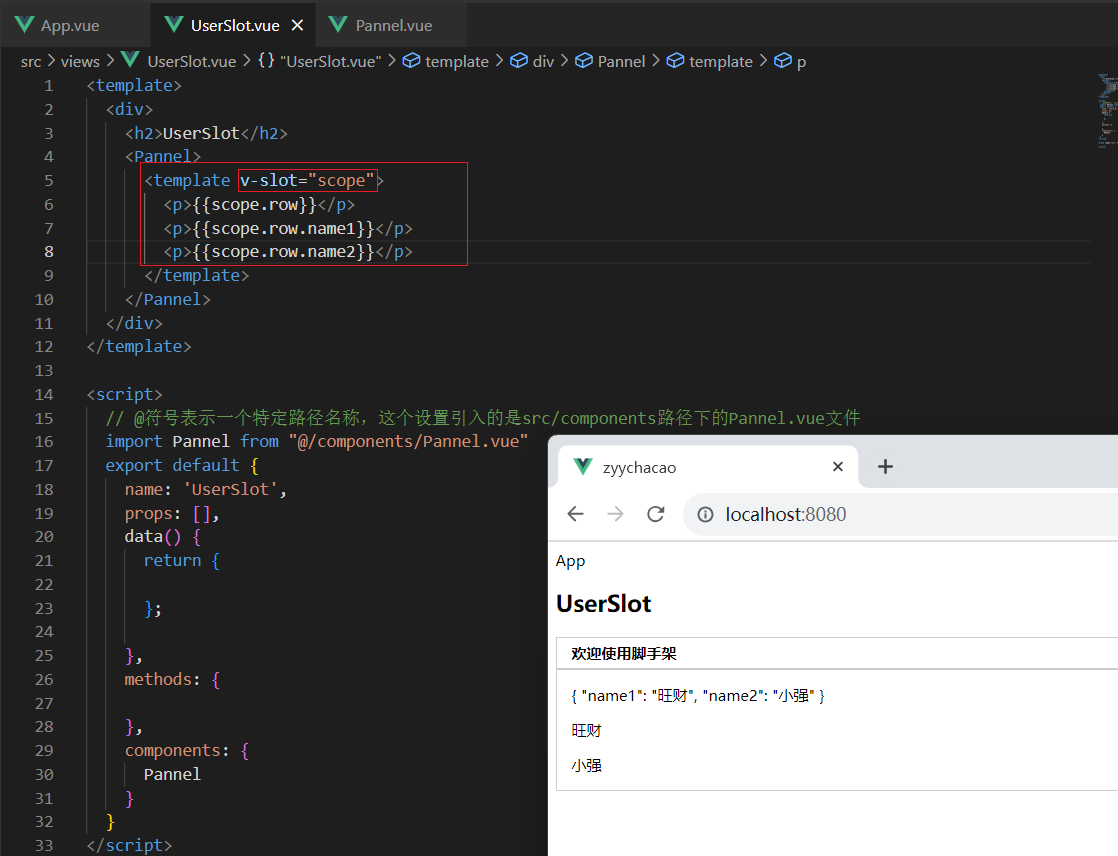 App.vue UserSlot.vue × Pannel.vue
src > views > UserSlot.vue > {} "UserSlot.vue" > template > div > Pannel > template > p
1 <template>
2 <div>
3 <h2>UserSlot</h2>
4 <Pannel>
5 <template v-slot="scope">
6 <p>{{scope.row}}</p>
7 <p>{{scope.row.name1}}</p>
8 <p>{{scope.row.name2}}</p>
9 </template>
10 </Pannel>
11 </div>
12 </template>
13
14 <script>
15 // @符号表示一个特定路径名称，这个设置引入的是src/components路径下的Pannel.vue文件
16 import Pannel from "@/components/Pannel.vue"
17 export default {
18 name: 'UserSlot',
19 props: [],
20 data() {
21 return {
22
23 };
24
25 },
26 methods: {
27
28 },
29 components: {
30 Pannel
31 }
32 }
33 </script>
zyychacao
localhost:8080
App
UserSlot
欢迎使用脚手架
{ "name1": "旺财", "name2": "小强" }
旺财
小强